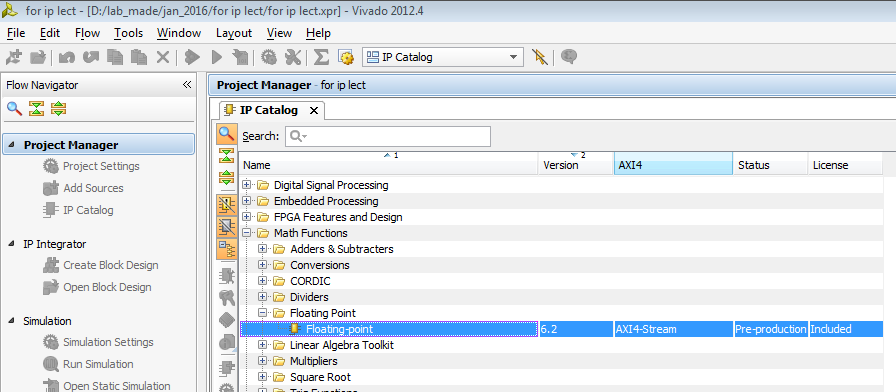 for ip lect - [D:/lab_made/jan_2016/for ip lect/for ip lect.xpr] - Vivado 2012.4
File Edit Flow Tools Window Layout View Help
IP Catalog
Flow Navigator
Project Manager - for ip lect
IP Catalog
Search:
Project Manager
Project Settings
Add Sources
IP Catalog
IP Integrator
Create Block Design
Open Block Design
Simulation
Simulation Settings
Run Simulation
Open Static Simulation
Name 1 Version 2 AXI4 Status License
Digital Signal Processing
Embedded Processing
FPGA Features and Design
Math Functions
Adders & Subtracters
Conversions
CORDIC
Dividers
Floating Point
Floating-point 6.2 AXI4-Stream Pre-production Included
Linear Algebra Toolkit
Multipliers
Square Root
Trig Functions